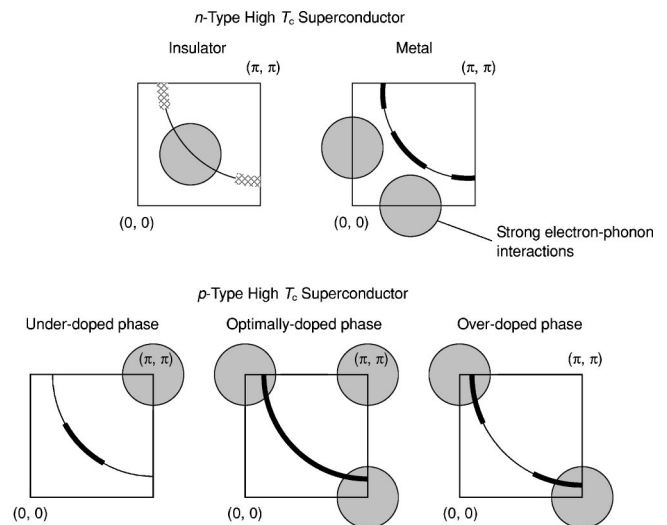 n-Type High Tc Superconductor
Insulator
Metal
(π, π)
(π, π)
(0, 0)
(0, 0)
Strong electron-phonon
interactions
p-Type High Tc Superconductor
Under-doped phase
Optimally-doped phase
Over-doped phase
(π, π)
(π, π)
(π, π)
(0, 0)
(0, 0)
(0, 0)